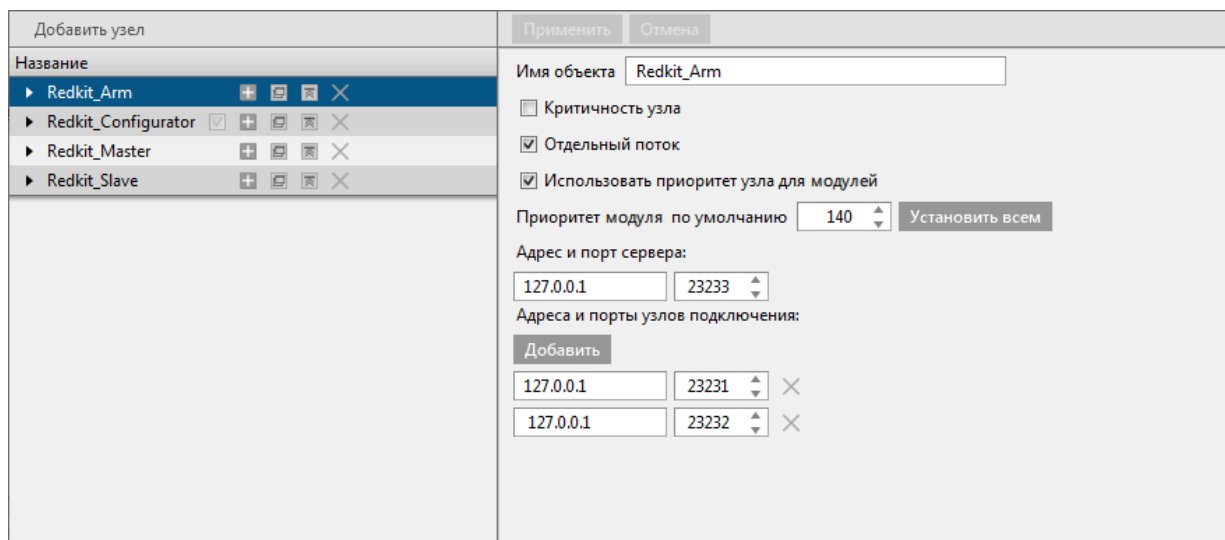 Добавить узел
Название
Redkit_Arm
Redkit_Configurator
Redkit_Master
Redkit_Slave
Применить Отмена
Имя объекта Redkit_Arm
Критичность узла
Отдельный поток
Использовать приоритет узла для модулей
Приоритет модуля по умолчанию 140 Установить всем
Адрес и порт сервера:
127.0.0.1 23233
Адреса и порты узлов подключения:
Добавить
127.0.0.1 23231
127.0.0.1 23232